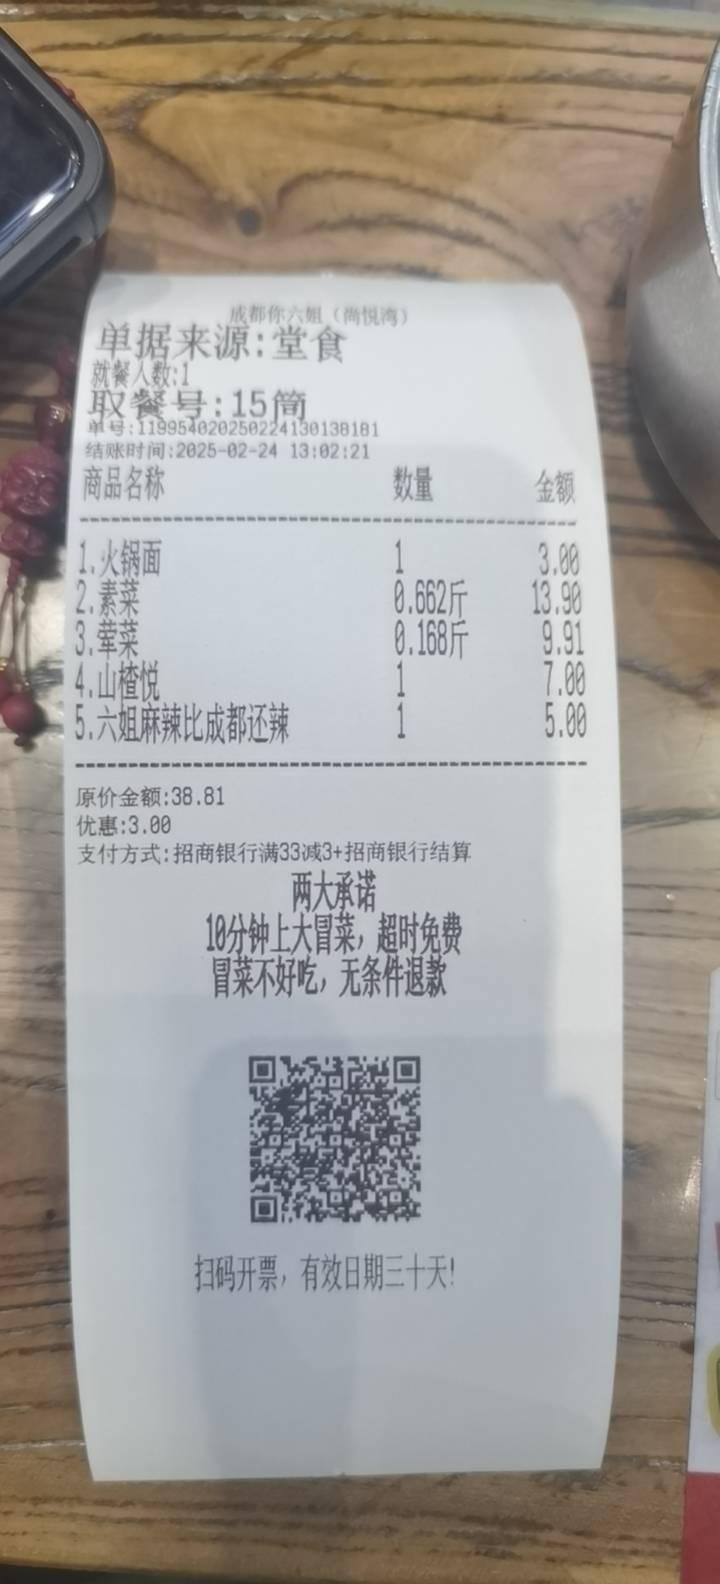 成都你六姐（尚悦湾）
单据来源:堂食
就餐人数:1
取餐号:15筒
单号:119954020250224130138181
结账时间:2025-02-24 13:02:21
商品名称 数量 金额
1.火锅面 1 3.00
2.素菜 0.662斤 13.90
3.荤菜 0.168斤 9.91
4.山楂悦 1 7.00
5.六姐麻辣比成都还辣 1 5.00
原价金额:38.81
优惠:3.00
支付方式:招商银行满33减3+招商银行结算
两大承诺
10分钟上大冒菜，超时免费
冒菜不好吃，无条件退款
扫码开票，有效日期三十天!